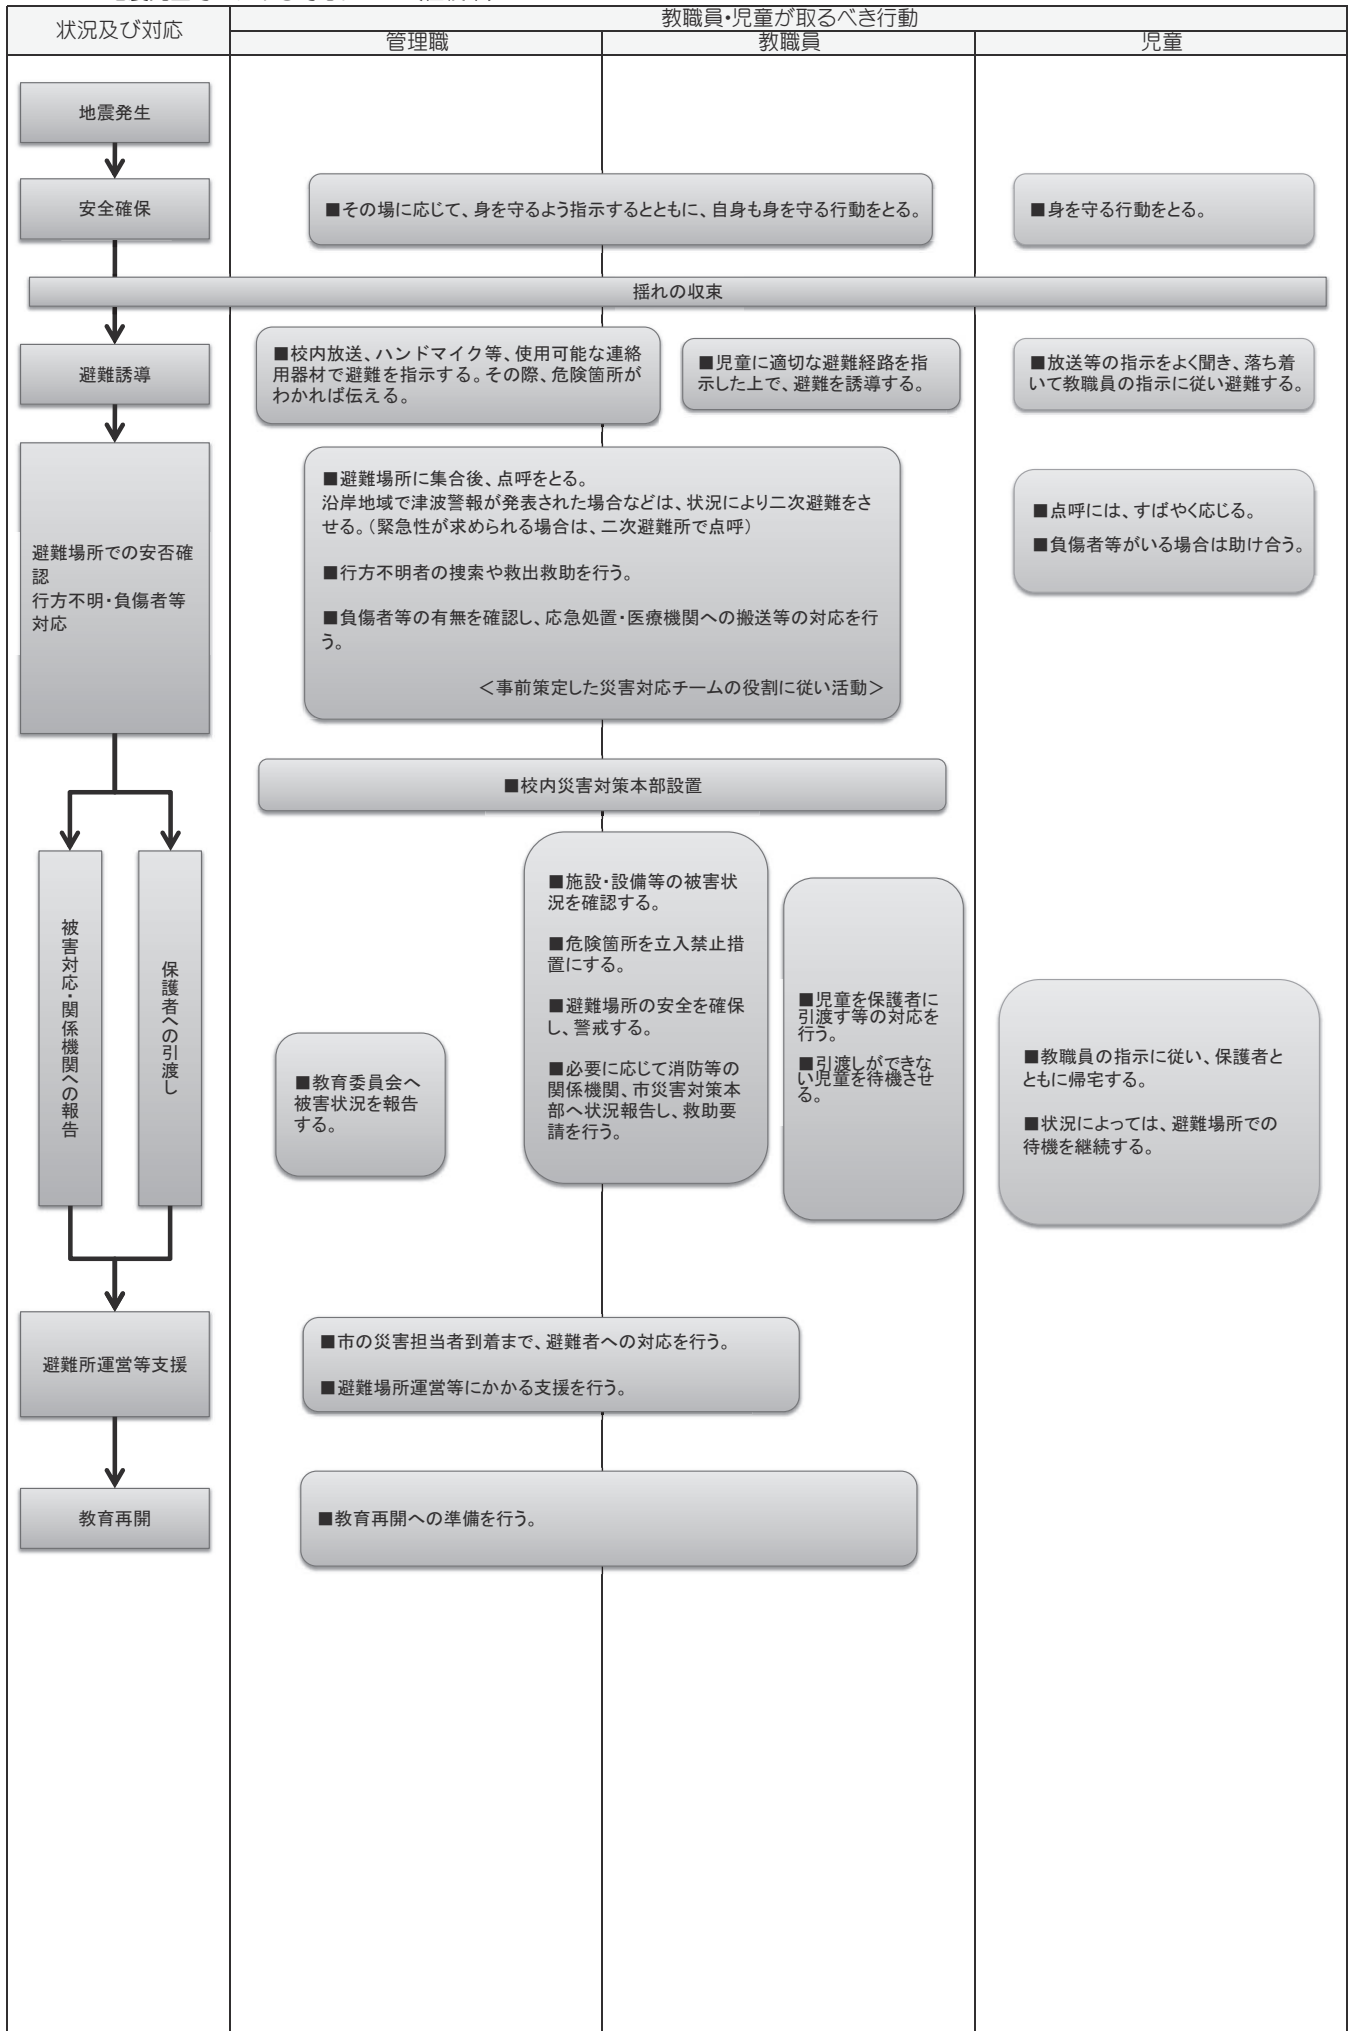 状況及び対応
教職員・児童が取るべき行動
管理職
教職員
児童
地震発生
安全確保
■その場に応じて、身を守るよう指示するとともに、自身も身を守る行動をとる。
■身を守る行動をとる。
揺れの収束
避難誘導
■校内放送、ハンドマイク等、使用可能な連絡
用器材で避難を指示する。その際、危険箇所が
わかれば伝える。
■児童に適切な避難経路を指
示した上で、避難を誘導する。
■放送等の指示をよく聞き、落ち着
いて教職員の指示に従い避難する。
避難場所での安否確
認
行方不明・負傷者等
対応
■避難場所に集合後、点呼をとる。
沿岸地域で津波警報が発表された場合などは、状況により二次避難をさ
せる。（緊急性が求められる場合は、二次避難所で点呼）
■行方不明者の捜索や救出救助を行う。
■負傷者等の有無を確認し、応急処置・医療機関への搬送等の対応を行
う。
＜事前策定した災害対応チームの役割に従い活動＞
■点呼には、すばやく応じる。
■負傷者等がいる場合は助け合う。
■校内災害対策本部設置
被害対応・関係機関への報告
保護者への引渡し
■教育委員会へ
被害状況を報告
する。
■施設・設備等の被害状
況を確認する。
■危険箇所を立入禁止措
置にする。
■避難場所の安全を確保
し、警戒する。
■必要に応じて消防等の
関係機関、市災害対策本
部へ状況報告し、救助要
請を行う。
■児童を保護者に
引渡す等の対応を
行う。
■引渡しができな
い児童を待機させ
る。
■教職員の指示に従い、保護者と
ともに帰宅する。
■状況によっては、避難場所での
待機を継続する。
避難所運営等支援
■市の災害担当者到着まで、避難者への対応を行う。
■避難場所運営等にかかる支援を行う。
教育再開
■教育再開への準備を行う。